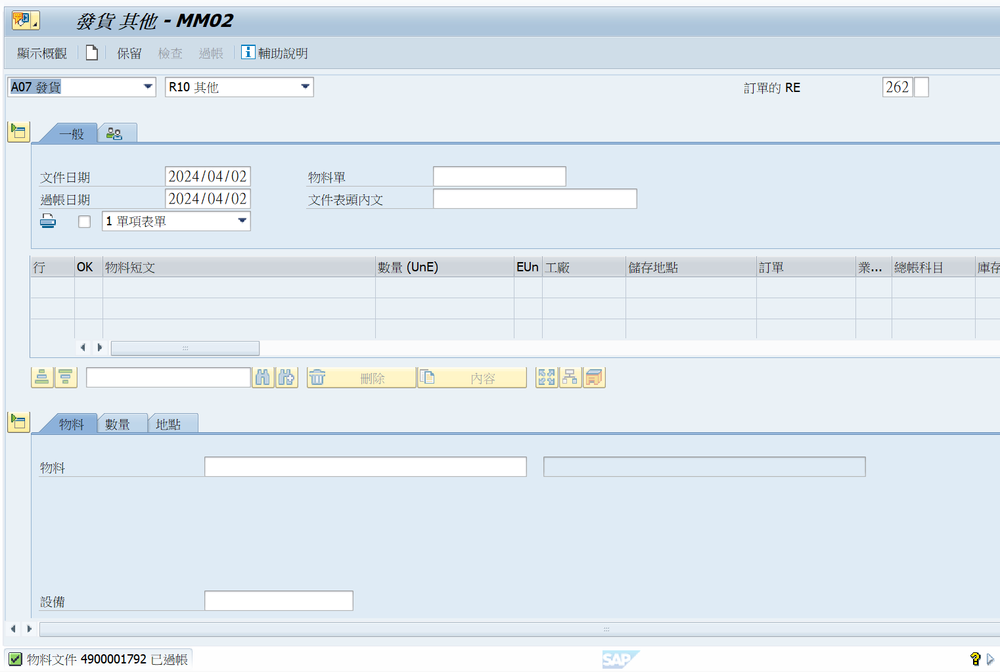 發貨 其他 - MM02
顯示概觀 保留 檢查 過帳 輔助說明
A07 發貨 R10 其他 訂單的 RE 262
一般
文件日期 2024/04/02 物料單
過帳日期 2024/04/02 文件表頭內文
1 單項表單
行 OK 物料短文 數量 (UnE) EUn 工廠 儲存地點 訂單 業... 總帳科目 庫存
刪除 內容
物料 數量 地點
物料
設備
物料文件 4900001792 已過帳 SAP